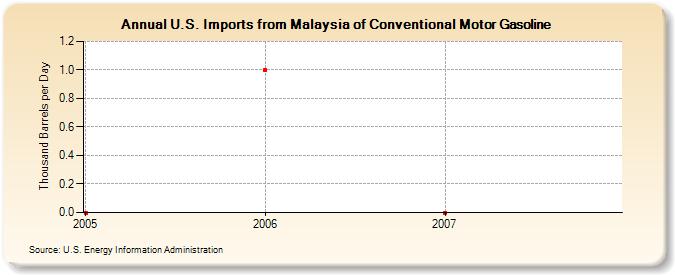 Annual U.S. Imports from Malaysia of Conventional Motor Gasoline
Thousand Barrels per Day
1.2
1.0
0.8
0.6
0.4
0.2
0.0
2005 2006 2007
Source: U.S. Energy Information Administration